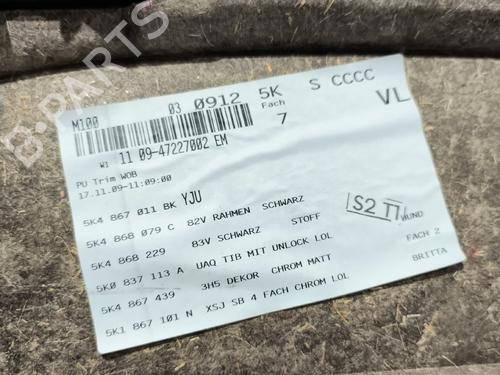 M100 03 0912 5K S CCCC
Fach VL
7
W1 11 09-47227002 EM
PU Trim WOB
17.11.09-11:09:00
5K4 867 011 BK YJU
5K4 868 079 C 82V RAHMEN SCHWARZ
5K4 868 229 83V SCHWARZ STOFF
5K0 837 113 A UAQ TIB MIT UNLOCK LOL
5K4 867 439 3H5 DEKOR CHROM MATT
5K1 867 101 N XSJ SB 4 FACH CHROM LOL
S2 TT
FACH 2
BRITTA
B-PARTS